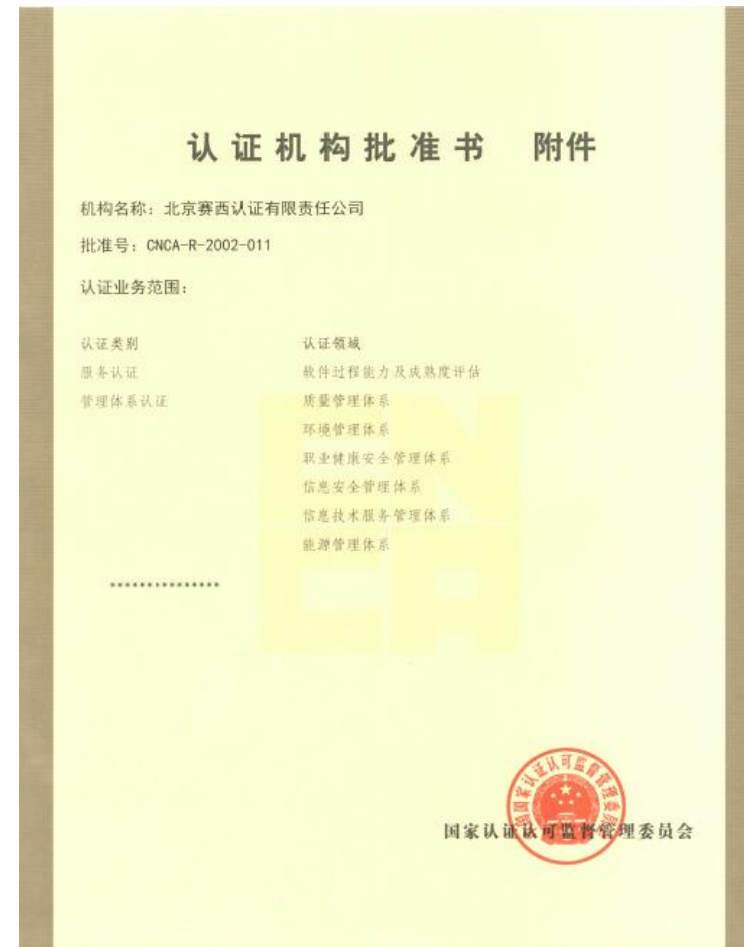 认证机构批准书 附件
机构名称：北京赛西认证有限责任公司
批准号：CNCA-R-2002-011
认证业务范围：
认证类别 认证领域
服务认证 软件过程能力及成熟度评估
管理体系认证 质量管理体系
环境管理体系
职业健康安全管理体系
信息安全管理体系
信息技术服务管理体系
能源管理体系
***************
国家认证认可监督管理委员会